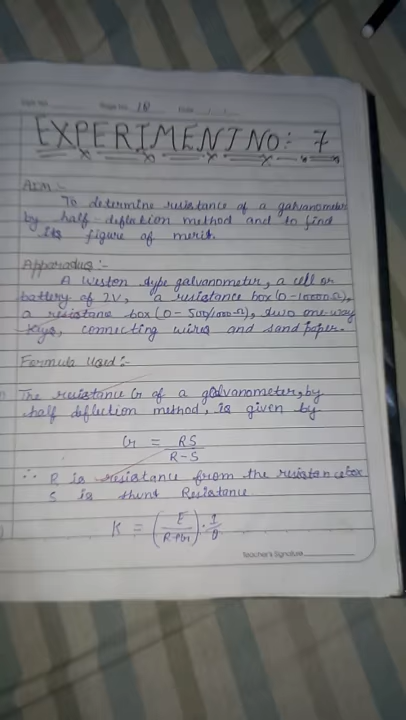 Page No. 18 Date
EXPERIMENT NO: 7
Aim :-
To determine resistance of a galvanometer
by half-deflection method and to find
its figure of merit.
Apparatus :-
A Weston type galvanometer, a cell or
battery of 2V, a resistance box (0-10000Ω),
a resistance box (0-500/1000Ω), two one-way
keys, connecting wires and sand paper.
Formula Used :-
The resistance G of a galvanometer, by
half deflection method, is given by
G = RS / R-S
∴ R is resistance from the resistance box
S is shunt Resistance
K = (E / R+G) . 1/θ
Teacher's Signature